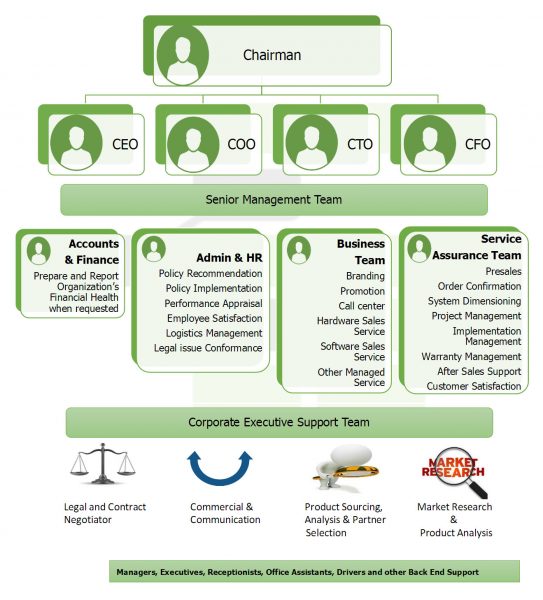 Chairman
CEO
COO
CTO
CFO
Senior Management Team
Accounts
& Finance
Prepare and Report
Organization's
Financial Health
when requested
Admin & HR
Policy Recommendation
Policy Implementation
Performance Appraisal
Employee Satisfaction
Logistics Management
Legal issue Conformance
Business
Team
Branding
Promotion
Call center
Hardware Sales
Service
Software Sales
Service
Other Managed
Service
Service
Assurance Team
Presales
Order Confirmation
System Dimensioning
Project Management
Implementation
Management
Warranty Management
After Sales Support
Customer Satisfaction
Corporate Executive Support Team
MARKET
RESEARCH
Legal and Contract
Negotiator
Commercial &
Communication
Product Sourcing,
Analysis & Partner
Selection
Market Research
&
Product Analysis
Managers, Executives, Receptionists, Office Assistants, Drivers and other Back End Support